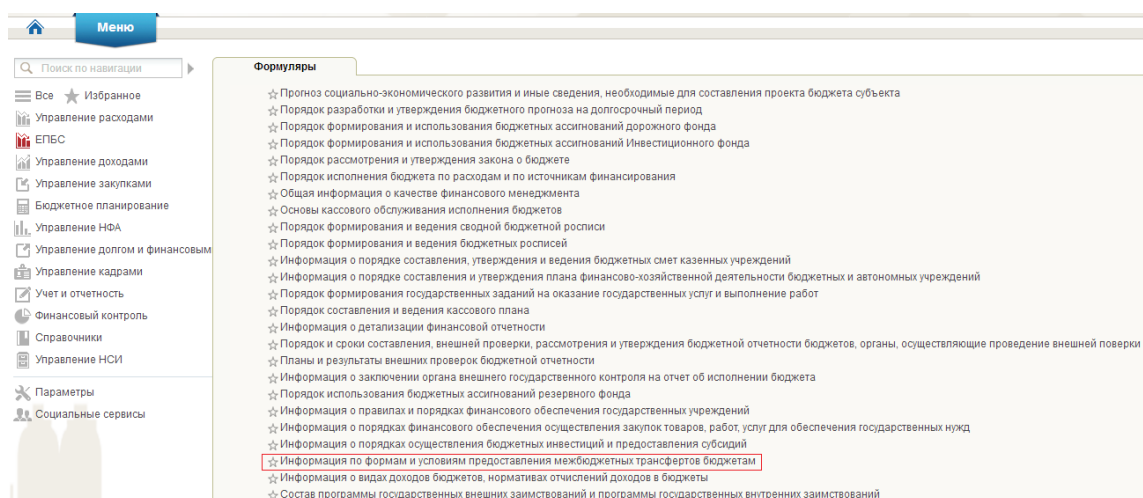 Меню
Поиск по навигации
Все Избранное
Управление расходами
ЕПБС
Управление доходами
Управление закупками
Бюджетное планирование
Управление НФА
Управление долгом и финансовым
Управление кадрами
Учет и отчетность
Финансовый контроль
Справочники
Управление НСИ
Параметры
Социальные сервисы
Формуляры
Прогноз социально-экономического развития и иные сведения, необходимые для составления проекта бюджета субъекта
Порядок разработки и утверждения бюджетного прогноза на долгосрочный период
Порядок формирования и использования бюджетных ассигнований дорожного фонда
Порядок формирования и использования бюджетных ассигнований Инвестиционного фонда
Порядок рассмотрения и утверждения закона о бюджете
Порядок исполнения бюджета по расходам и по источникам финансирования
Общая информация о качестве финансового менеджмента
Основы кассового обслуживания исполнения бюджетов
Порядок формирования и ведения сводной бюджетной росписи
Порядок формирования и ведения бюджетных росписей
Информация о порядке составления, утверждения и ведения бюджетных смет казенных учреждений
Информация о порядке составления и утверждения плана финансово-хозяйственной деятельности бюджетных и автономных учреждений
Порядок формирования государственных заданий на оказание государственных услуг и выполнение работ
Порядок составления и ведения кассового плана
Информация о детализации финансовой отчетности
Порядок и сроки составления, внешней проверки, рассмотрения и утверждения бюджетной отчетности бюджетов, органы, осуществляющие проведение внешней поверки
Планы и результаты внешних проверок бюджетной отчетности
Информация о заключении органа внешнего государственного контроля на отчет об исполнении бюджета
Порядок использования бюджетных ассигнований резервного фонда
Информация о правилах и порядках финансового обеспечения государственных учреждений
Информация о порядках финансового обеспечения осуществления закупок товаров, работ, услуг для обеспечения государственных нужд
Информация о порядках осуществления бюджетных инвестиций и предоставления субсидий
Информация по формам и условиям предоставления межбюджетных трансфертов бюджетам
Информация о видах доходов бюджетов, нормативах отчислений доходов в бюджеты
Состав программы государственных внешних заимствований и программы государственных внутренних заимствований